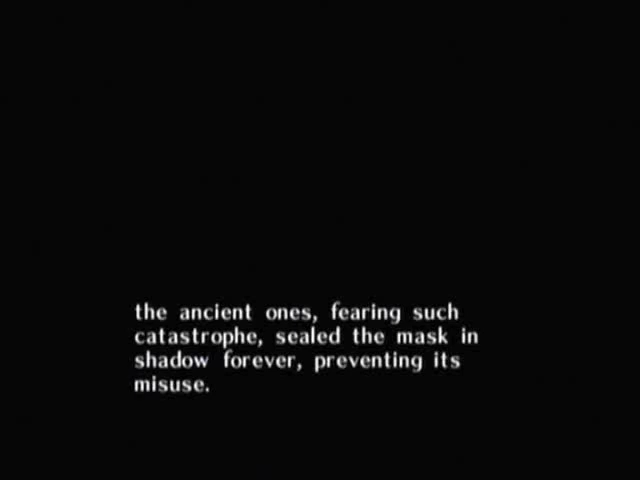 the ancient ones, fearing such
catastrophe, sealed the mask in
shadow forever, preventing its
misuse.